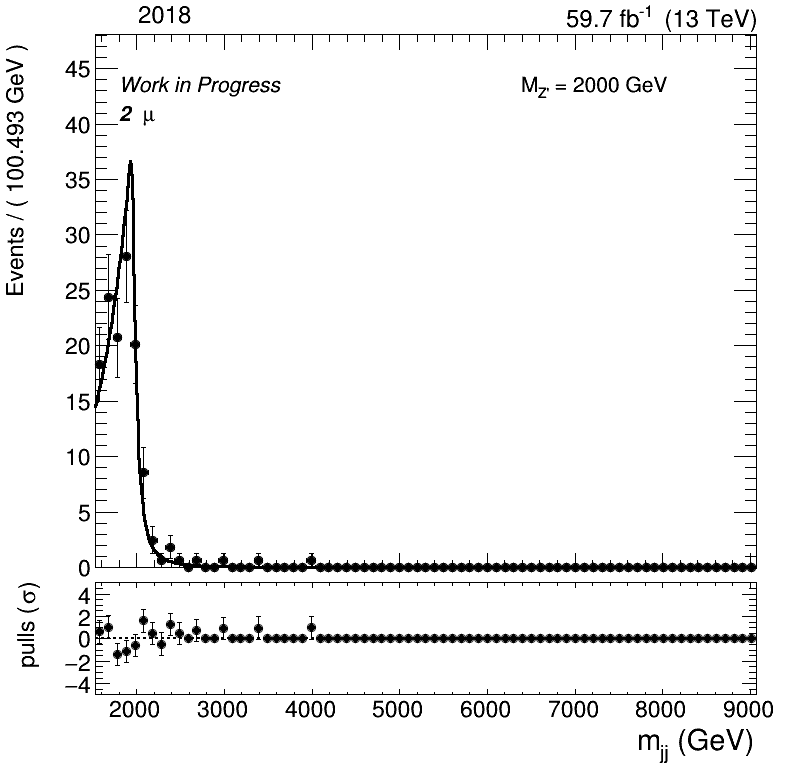 2018 59.7 fb⁻¹ (13 TeV)
Events / ( 100.493 GeV )
45
40
35
30
25
20
15
10
5
0
Work in Progress
2 μ
M_Z' = 2000 GeV
pulls (σ)
4
2
0
−2
−4
2000 3000 4000 5000 6000 7000 8000 9000
m_jj (GeV)